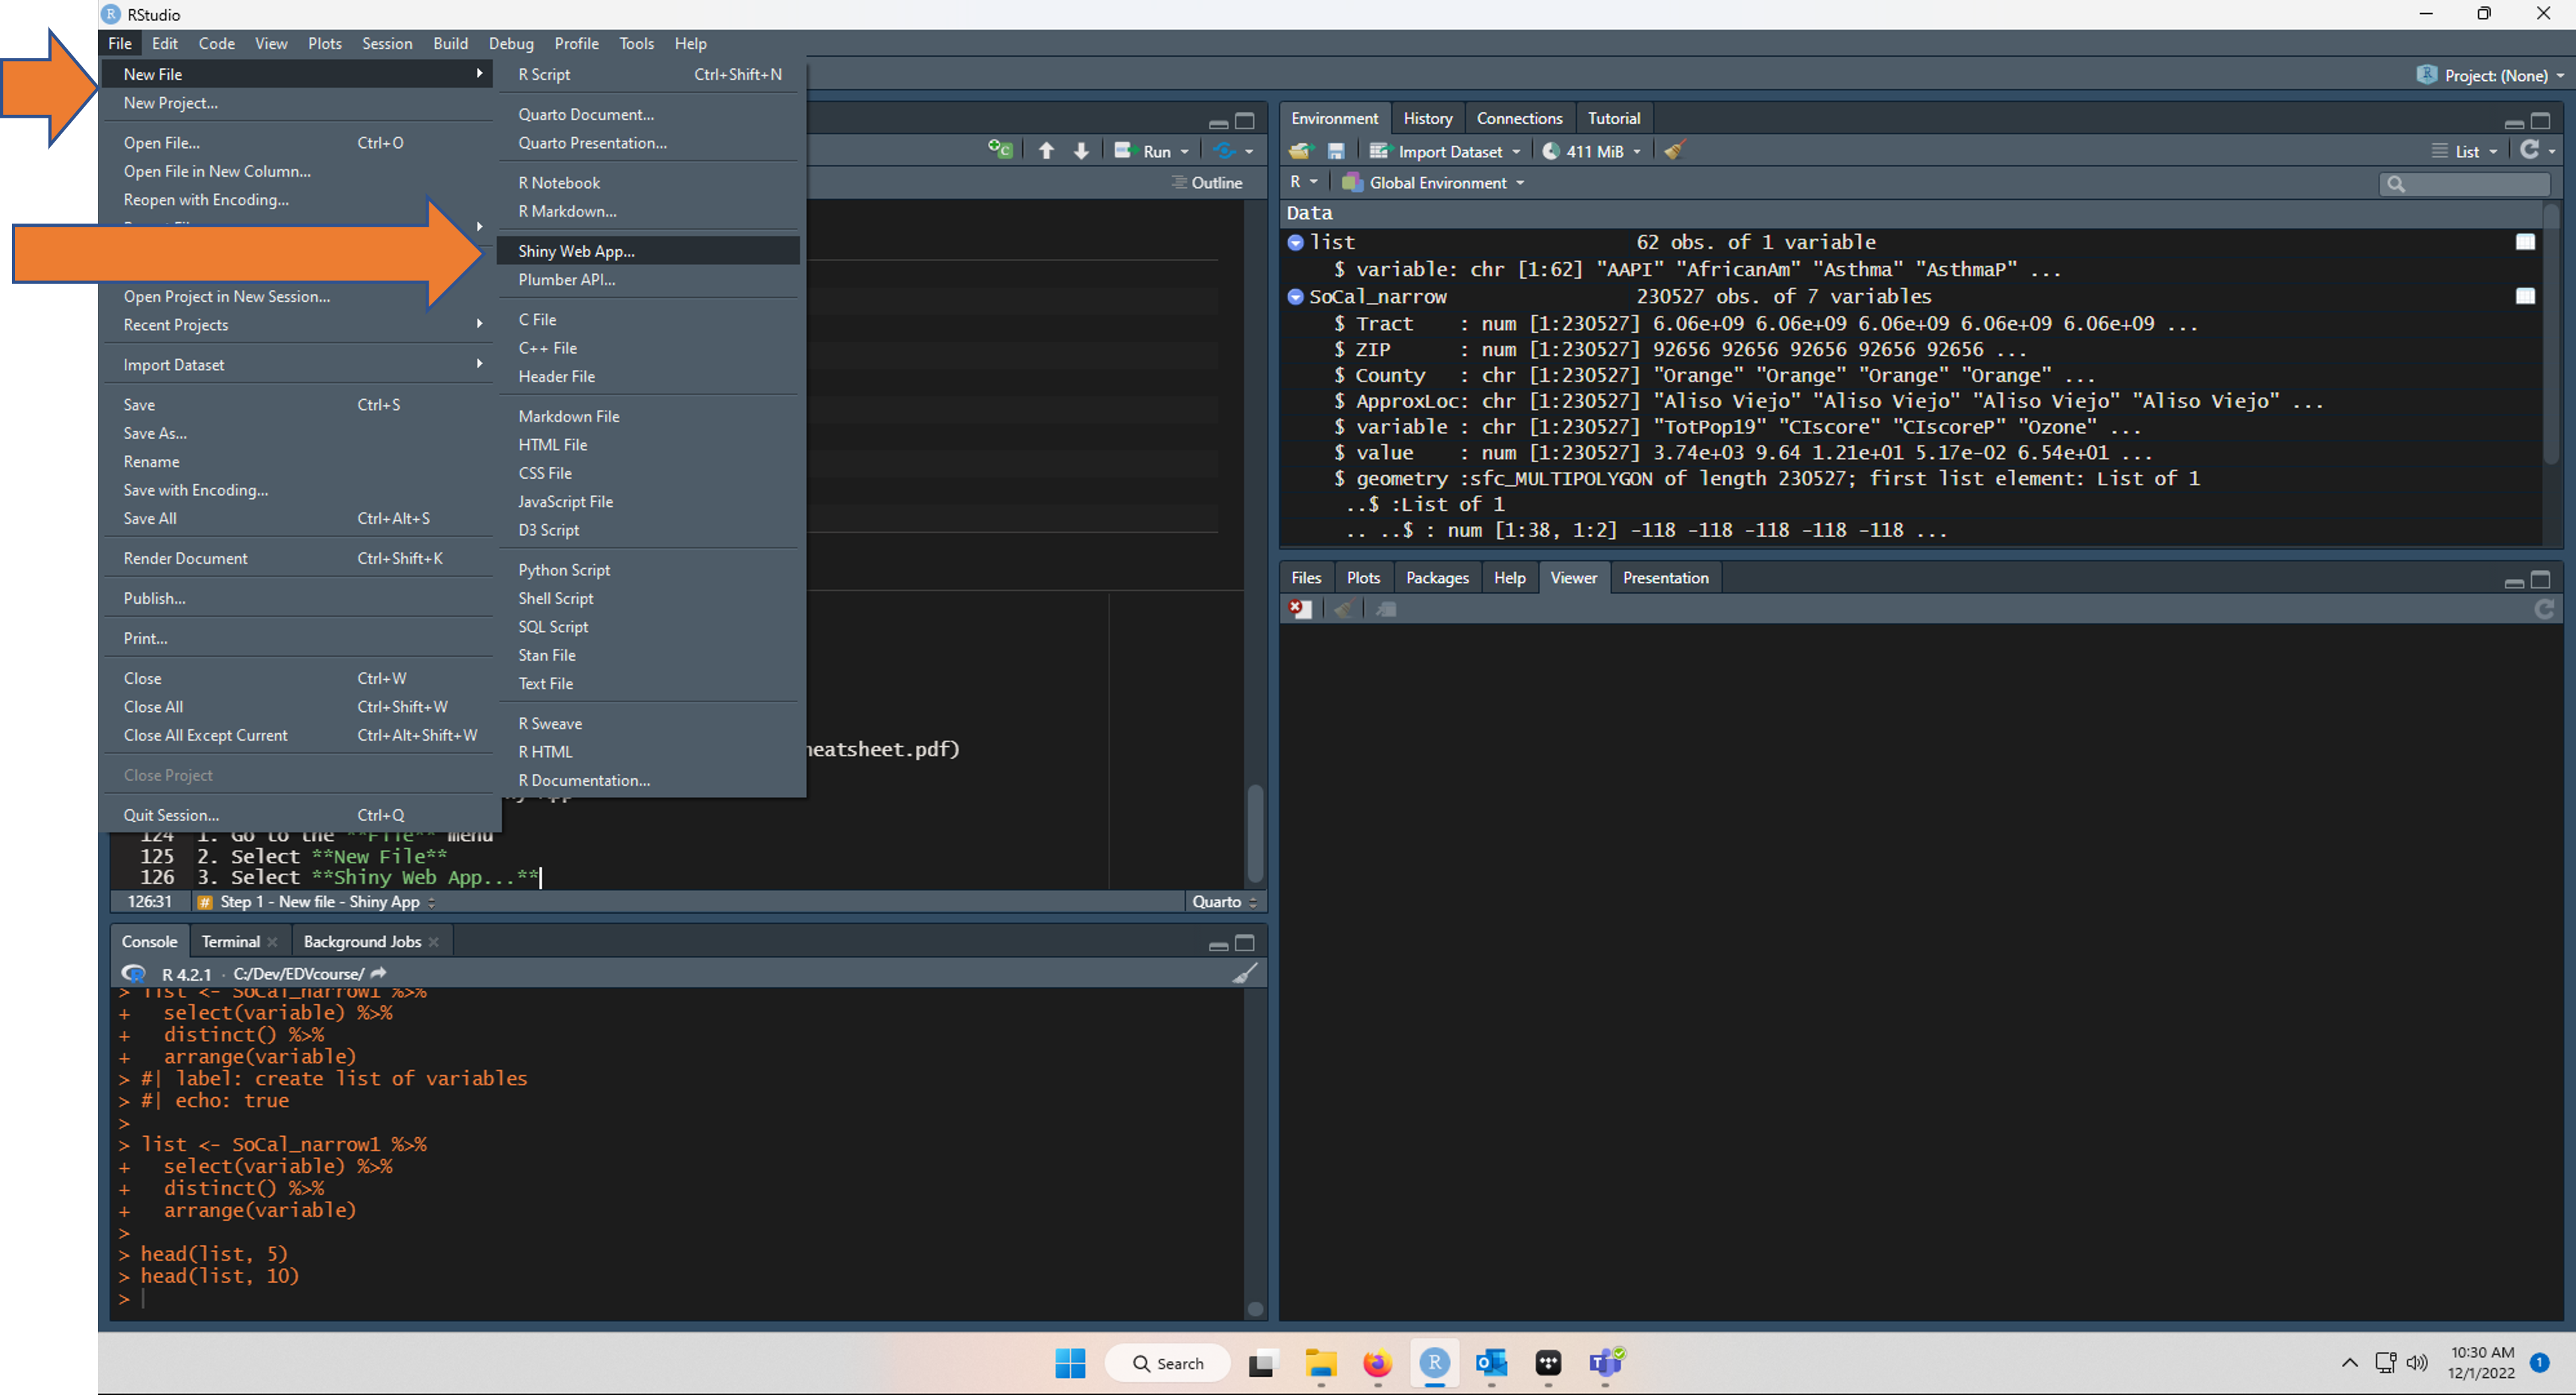 RStudio
File Edit Code View Plots Session Build Debug Profile Tools Help
New File
New Project...
Open File... Ctrl+O
Open File in New Column...
Reopen with Encoding...
Open Project in New Session...
Recent Projects
Import Dataset
Save Ctrl+S
Save As...
Rename
Save with Encoding...
Save All Ctrl+Alt+S
Render Document Ctrl+Shift+K
Publish...
Print...
Close Ctrl+W
Close All Ctrl+Shift+W
Close All Except Current Ctrl+Alt+Shift+W
Close Project
Quit Session... Ctrl+Q
R Script Ctrl+Shift+N
Quarto Document...
Quarto Presentation...
R Notebook
R Markdown...
Shiny Web App...
Plumber API...
C File
C++ File
Header File
Markdown File
HTML File
CSS File
JavaScript File
D3 Script
Python Script
Shell Script
SQL Script
Stan File
Text File
R Sweave
R HTML
R Documentation...
Project: (None)
Run
Outline
heatsheet.pdf)
124 1. Go to the **File** menu
125 2. Select **New File**
126 3. Select **Shiny Web App...**
126:31 # Step 1 - New file - Shiny App Quarto
Console Terminal Background Jobs
R 4.2.1 · C:/Dev/EDVcourse/
> list <- SoCal_narrow1 %>%
+ select(variable) %>%
+ distinct() %>%
+ arrange(variable)
> #| label: create list of variables
> #| echo: true
>
> list <- SoCal_narrow1 %>%
+ select(variable) %>%
+ distinct() %>%
+ arrange(variable)
>
> head(list, 5)
> head(list, 10)
>
Environment History Connections Tutorial
Import Dataset 411 MiB List
R Global Environment
Data
list 62 obs. of 1 variable
$ variable: chr [1:62] "AAPI" "AfricanAm" "Asthma" "AsthmaP" ...
SoCal_narrow 230527 obs. of 7 variables
$ Tract : num [1:230527] 6.06e+09 6.06e+09 6.06e+09 6.06e+09 6.06e+09 ...
$ ZIP : num [1:230527] 92656 92656 92656 92656 92656 ...
$ County : chr [1:230527] "Orange" "Orange" "Orange" "Orange" ...
$ ApproxLoc: chr [1:230527] "Aliso Viejo" "Aliso Viejo" "Aliso Viejo" "Aliso Viejo" ...
$ variable : chr [1:230527] "TotPop19" "CIscore" "CIscoreP" "Ozone" ...
$ value : num [1:230527] 3.74e+03 9.64 1.21e+01 5.17e-02 6.54e+01 ...
$ geometry :sfc_MULTIPOLYGON of length 230527; first list element: List of 1
..$ :List of 1
.. ..$ : num [1:38, 1:2] -118 -118 -118 -118 -118 ...
Files Plots Packages Help Viewer Presentation
Search
10:30 AM
12/1/2022
1